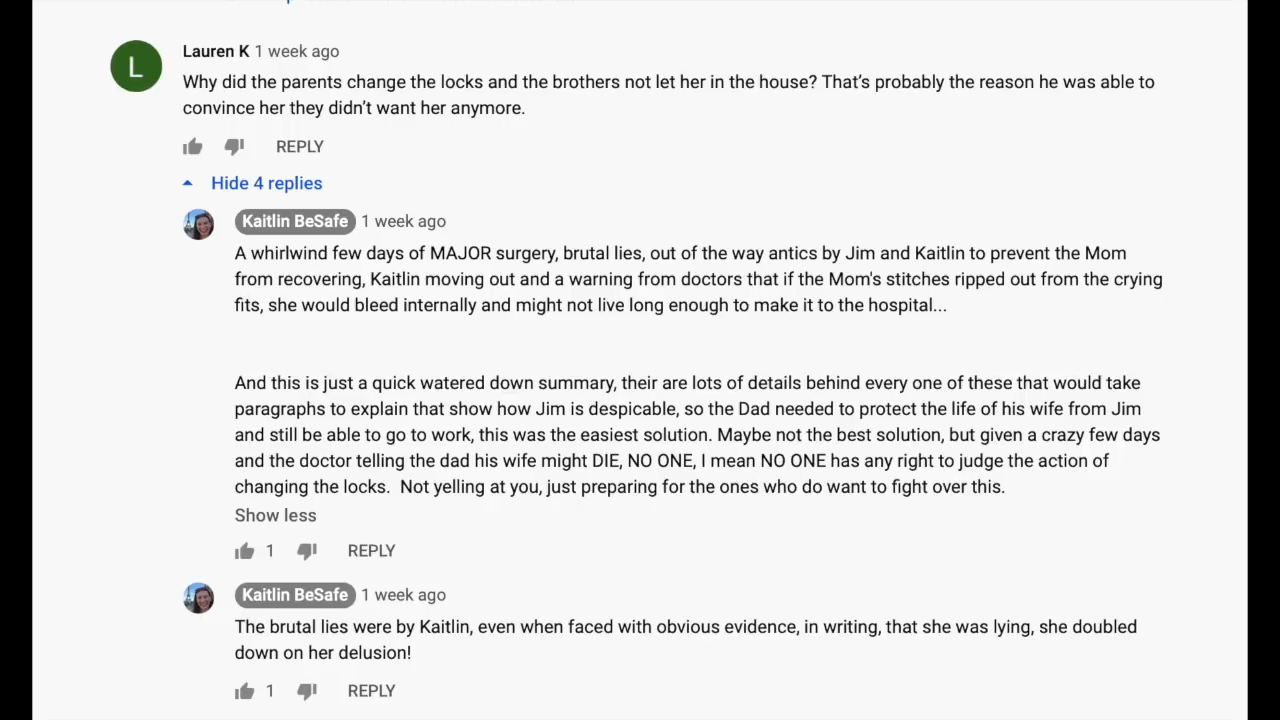 Lauren K 1 week ago
Why did the parents change the locks and the brothers not let her in the house? That's probably the reason he was able to
convince her they didn't want her anymore.
REPLY
Hide 4 replies
Kaitlin BeSafe 1 week ago
A whirlwind few days of MAJOR surgery, brutal lies, out of the way antics by Jim and Kaitlin to prevent the Mom
from recovering, Kaitlin moving out and a warning from doctors that if the Mom's stitches ripped out from the crying
fits, she would bleed internally and might not live long enough to make it to the hospital...
And this is just a quick watered down summary, their are lots of details behind every one of these that would take
paragraphs to explain that show how Jim is despicable, so the Dad needed to protect the life of his wife from Jim
and still be able to go to work, this was the easiest solution. Maybe not the best solution, but given a crazy few days
and the doctor telling the dad his wife might DIE, NO ONE, I mean NO ONE has any right to judge the action of
changing the locks.  Not yelling at you, just preparing for the ones who do want to fight over this.
Show less
1 REPLY
Kaitlin BeSafe 1 week ago
The brutal lies were by Kaitlin, even when faced with obvious evidence, in writing, that she was lying, she doubled
down on her delusion!
1 REPLY